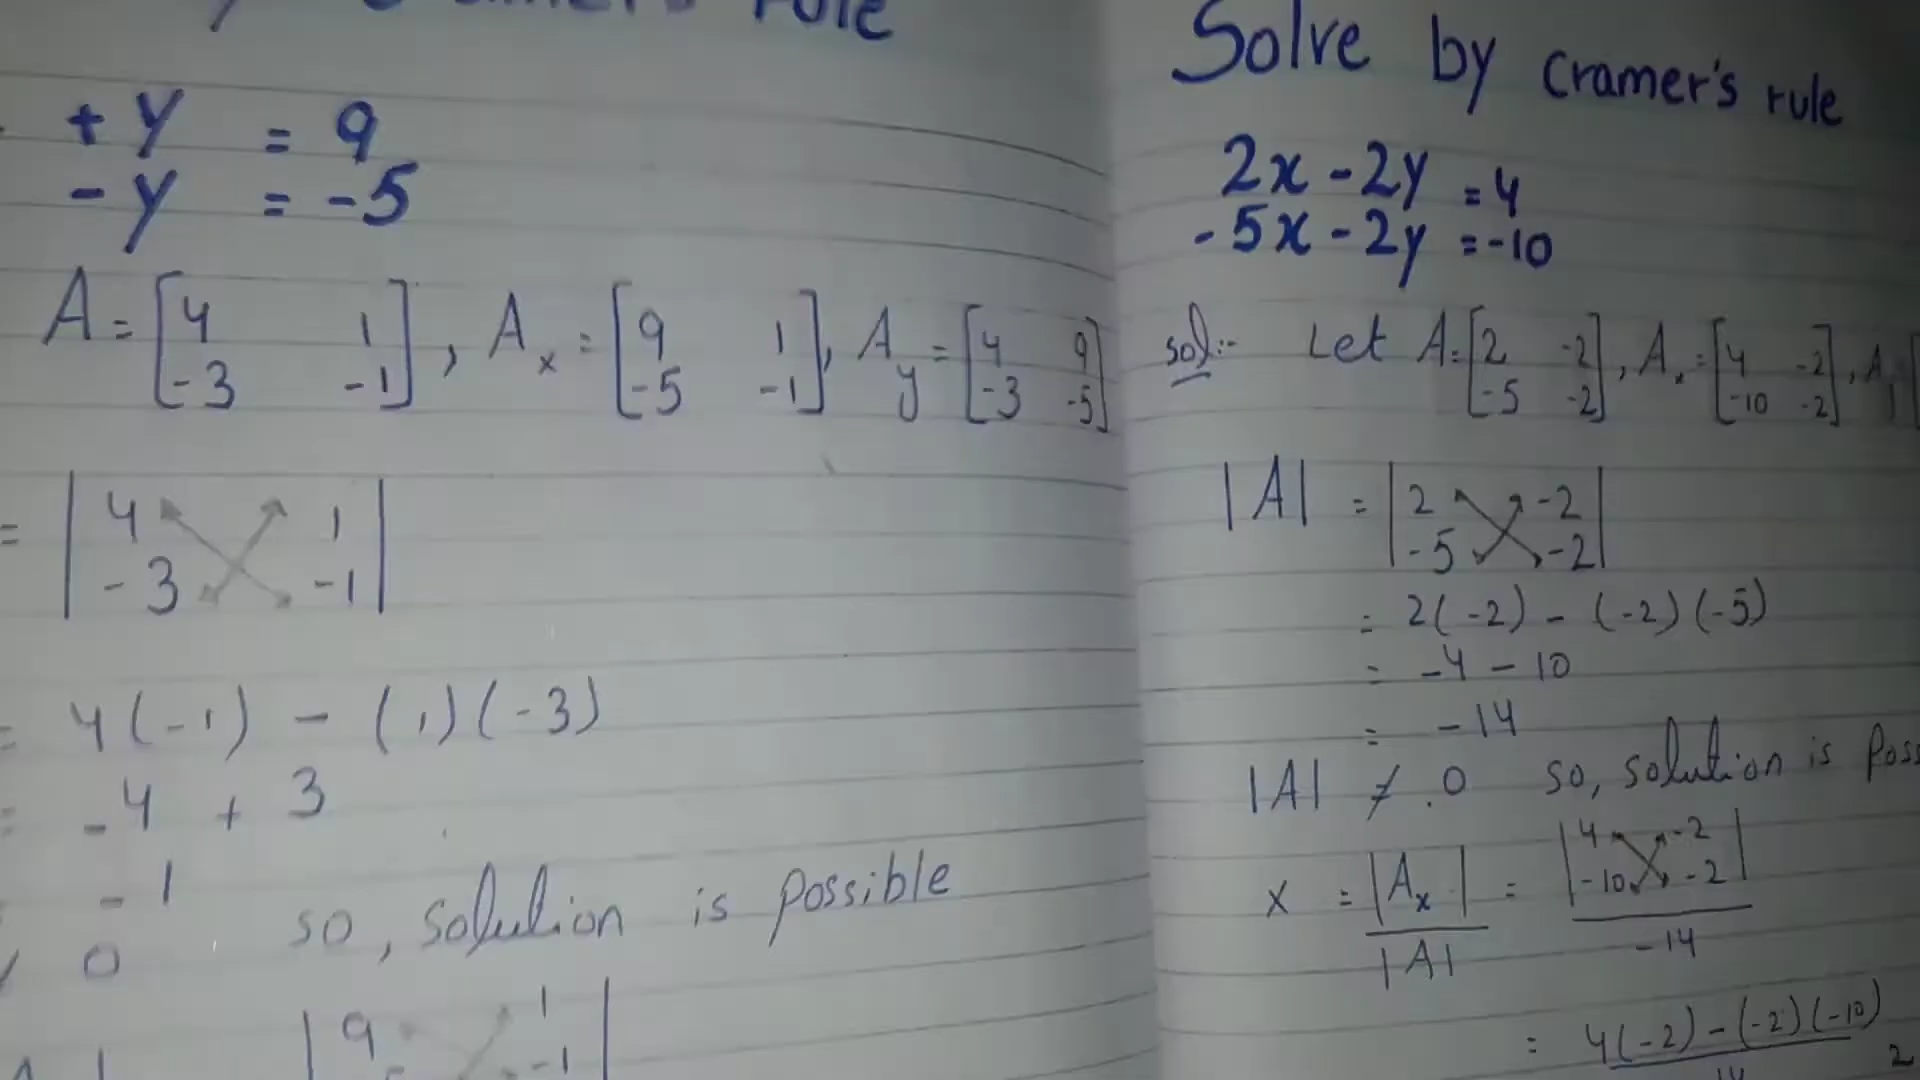 rule
+y = 9
-y = -5
A = [4 1 -3 -1], Ax = [9 1 -5 -1], Ay = [4 9 -3 -5]
= |4 1|
|-3 -1|
= 4(-1) - (1)(-3)
= -4 + 3
-1
0 so, solution is possible
|9 1|
-1
Solve by Cramer's rule
2x - 2y = 4
-5x - 2y = -10
sol:- Let A = [2 -2 -5 -2], Ax = [4 -2 -10 -2], A
|A| = |2 -2|
|-5 -2|
= 2(-2) - (-2)(-5)
= -4 - 10
= -14
|A| ≠ 0 so, solution is poss
x = |Ax| / |A| = |4 -2 -10 -2| / -14
= 4(-2) - (-2)(-10)
2